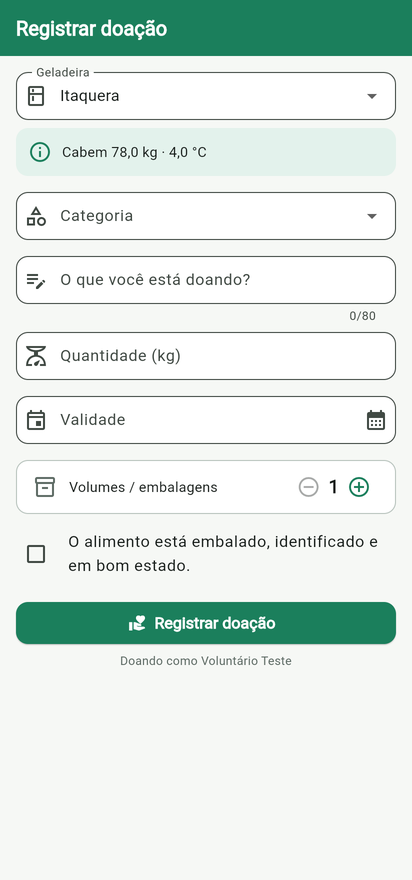 Registrar doação
Geladeira
Itaquera
Cabem 78,0 kg · 4,0 °C
Categoria
O que você está doando?
0/80
Quantidade (kg)
Validade
Volumes / embalagens
1
O alimento está embalado, identificado e
em bom estado.
Registrar doação
Doando como Voluntário Teste